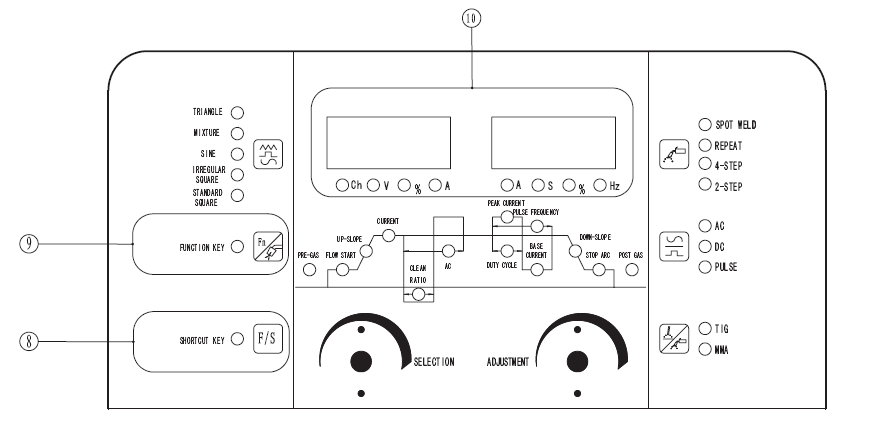 10
TRIANGLE
MIXTURE
SINE
IRREGULAR
SQUARE
STANDARD
SQUARE
9
FUNCTION KEY
Fn
8
SHORTCUT KEY
F/S
Ch V % A
A S % Hz
PEAK CURRENT
PULSE FREQUENCY
CURRENT
UP-SLOPE
DOWN-SLOPE
PRE-GAS
FLOW START
AC
DUTY CYCLE
BASE
CURRENT
STOP ARC
POST GAS
CLEAN
RATIO
SELECTION
ADJUSTMENT
SPOT WELD
REPEAT
4-STEP
2-STEP
AC
DC
PULSE
TIG
MMA